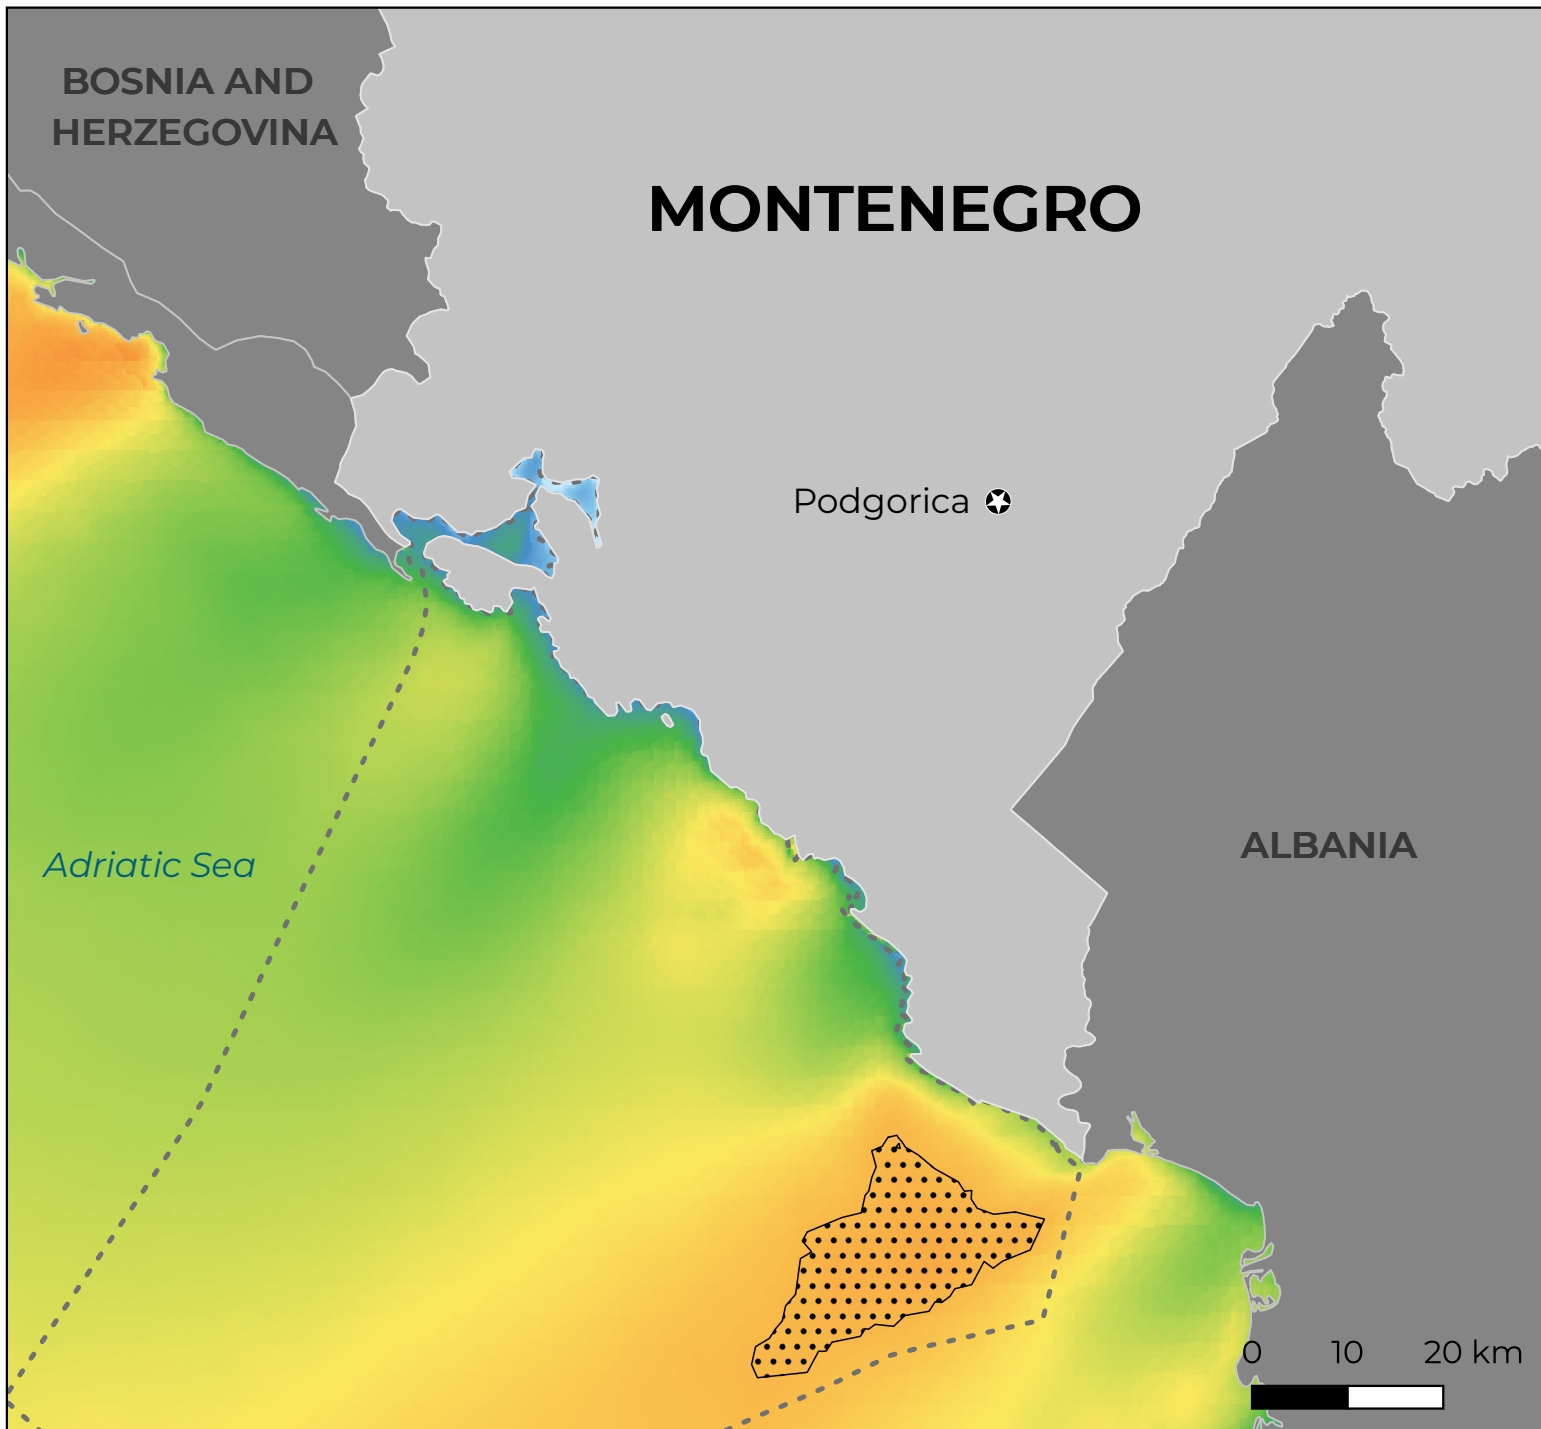 BOSNIA AND
HERZEGOVINA
MONTENEGRO
Podgorica
Adriatic Sea
ALBANIA
0 10 20 km